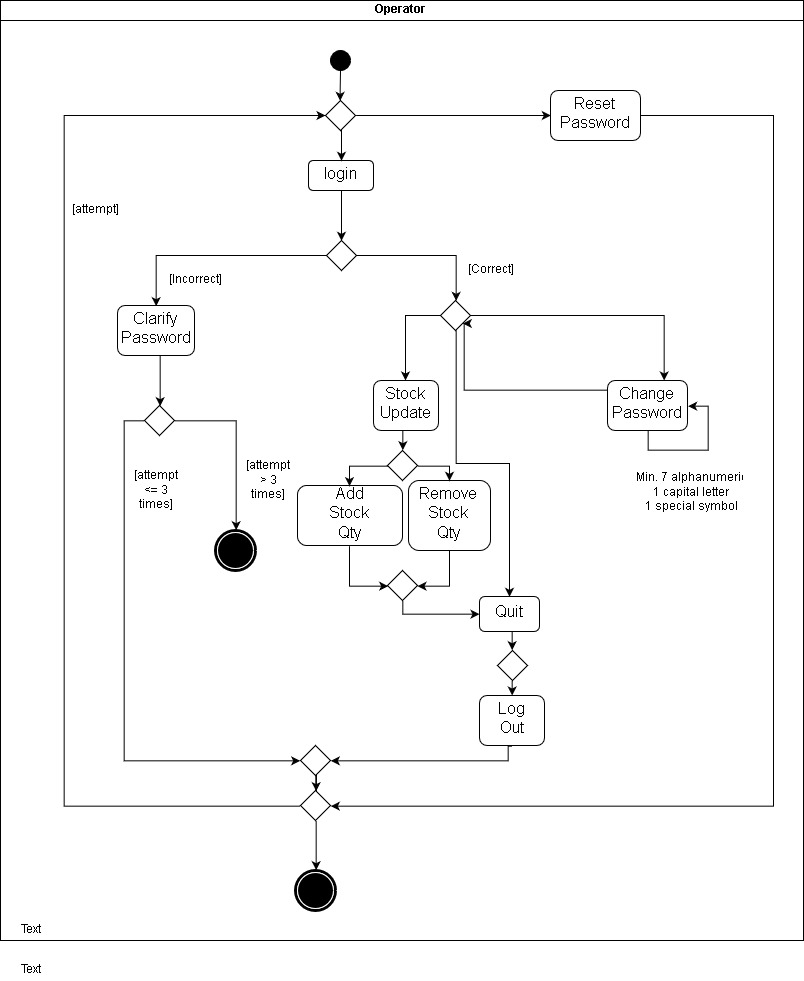 Operator
Reset
Password
login
[attempt]
[Incorrect]
[Correct]
Clarify
Password
Stock
Update
Change
Password
[attempt
<= 3
times]
[attempt
> 3
times]
Add
Stock
Qty
Remove
Stock
Qty
Min. 7 alphanumeri
1 capital letter
1 special symbol
Quit
Log
Out
Text
Text